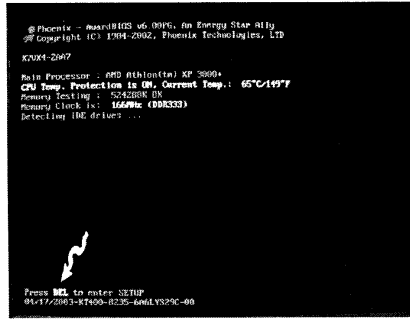 Phoenix - AwardBIOS v6.00PG, An Energy Star Ally
Copyright (C) 1984-2002, Phoenix Technologies, LTD
Main Processor : AMD Athlon(tm) XP 3000+
CPU Temp. Protection is ON, Current Temp.: 65°C/149°F
Memory Testing : 524288K OK
Memory Clock is: 166MHz (DDR333)
Detecting IDE drives ...
Press DEL to enter SETUP
04/17/2003-KT400-8235-6A6LYS29C-00